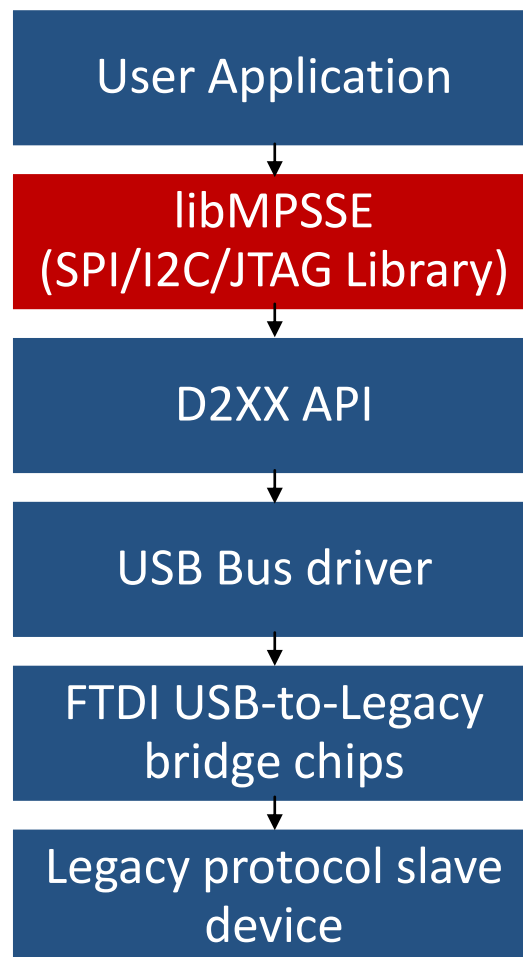 User Application
libMPSSE
(SPI/I2C/JTAG Library)
D2XX API
USB Bus driver
FTDI USB-to-Legacy
bridge chips
Legacy protocol slave
device